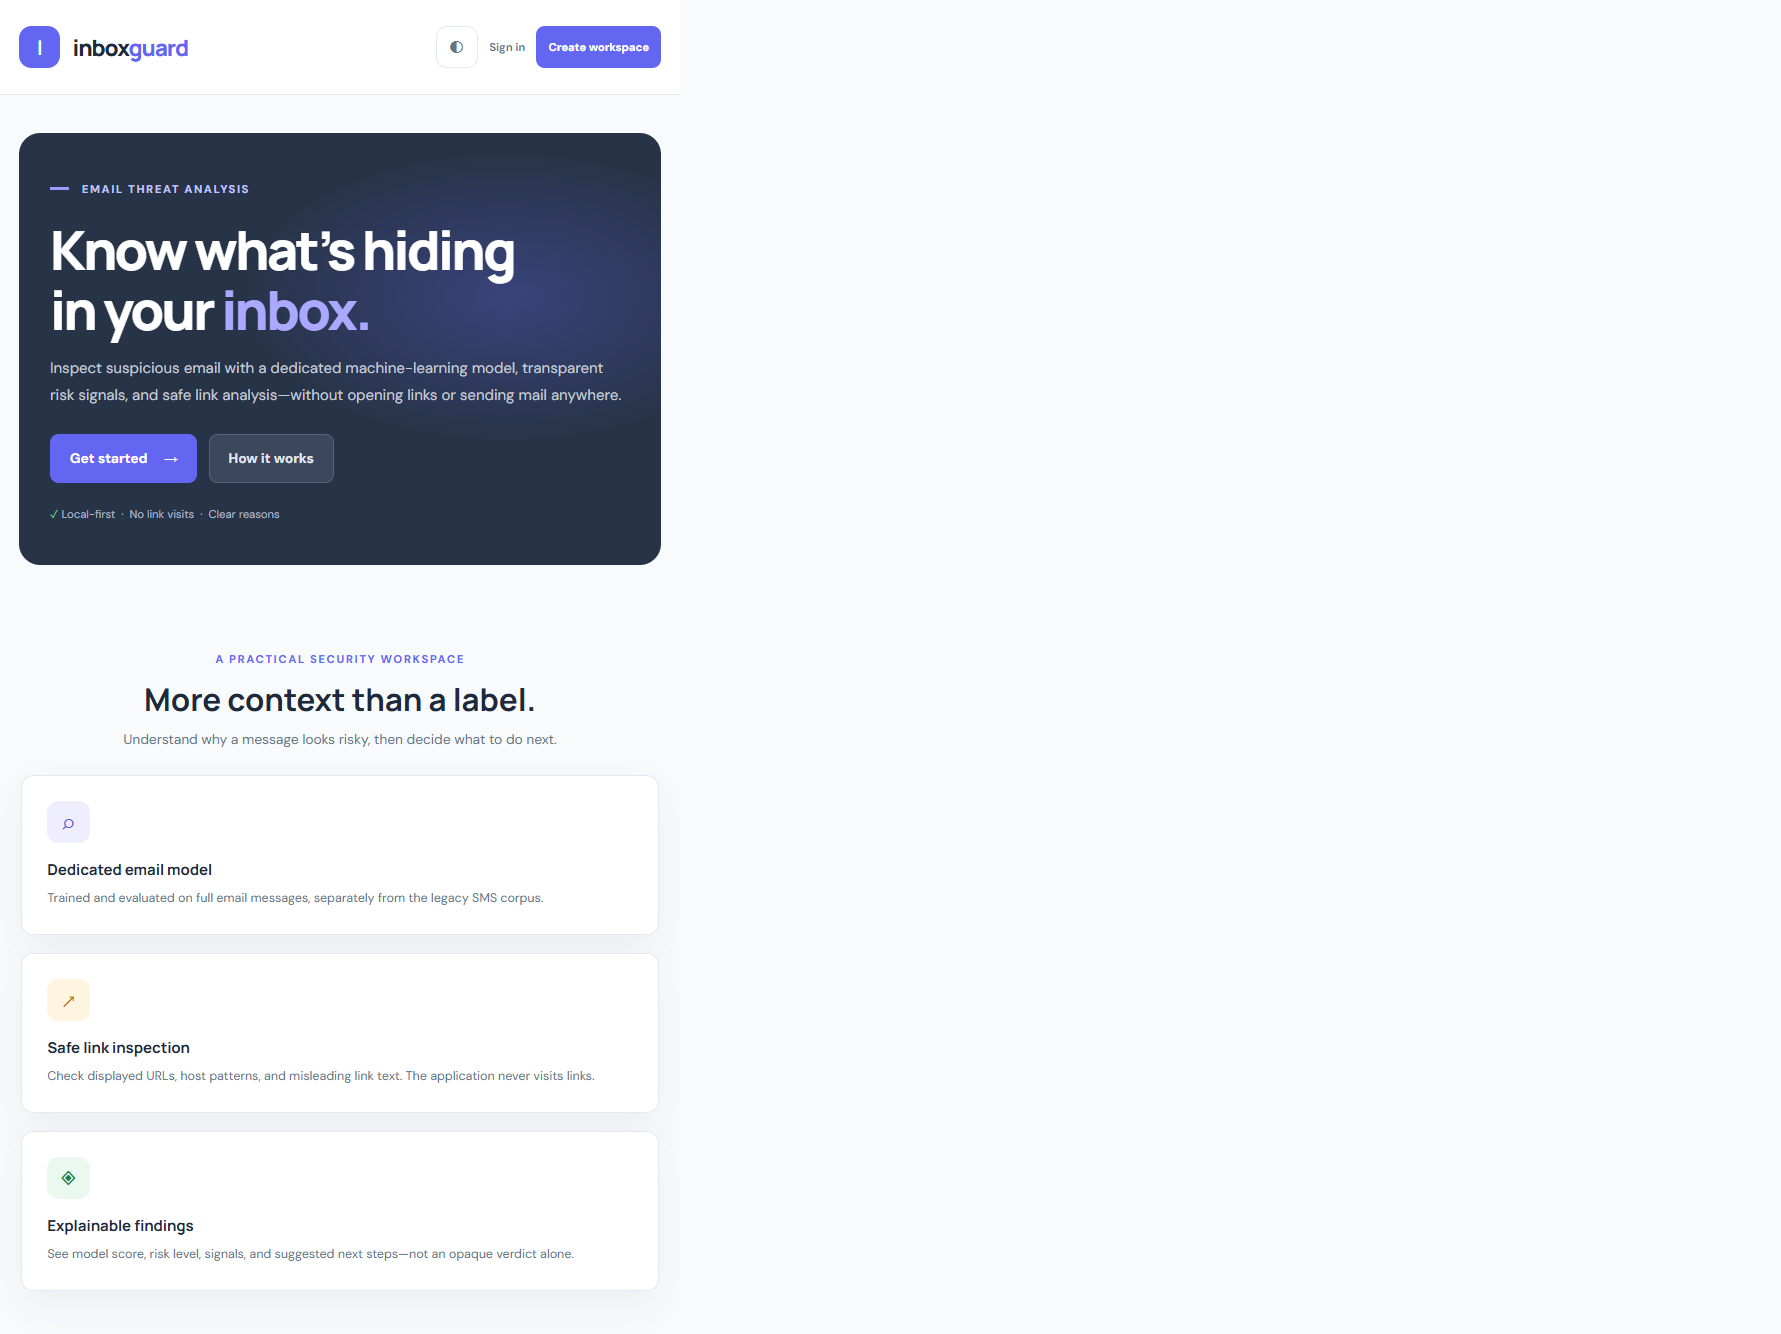 I inboxguard
Sign in
Create workspace
EMAIL THREAT ANALYSIS
Know what’s hiding
in your inbox.
Inspect suspicious email with a dedicated machine-learning model, transparent
risk signals, and safe link analysis—without opening links or sending mail anywhere.
Get started →
How it works
✓ Local-first · No link visits · Clear reasons
A PRACTICAL SECURITY WORKSPACE
More context than a label.
Understand why a message looks risky, then decide what to do next.
Dedicated email model
Trained and evaluated on full email messages, separately from the legacy SMS corpus.
Safe link inspection
Check displayed URLs, host patterns, and misleading link text. The application never visits links.
Explainable findings
See model score, risk level, signals, and suggested next steps—not an opaque verdict alone.